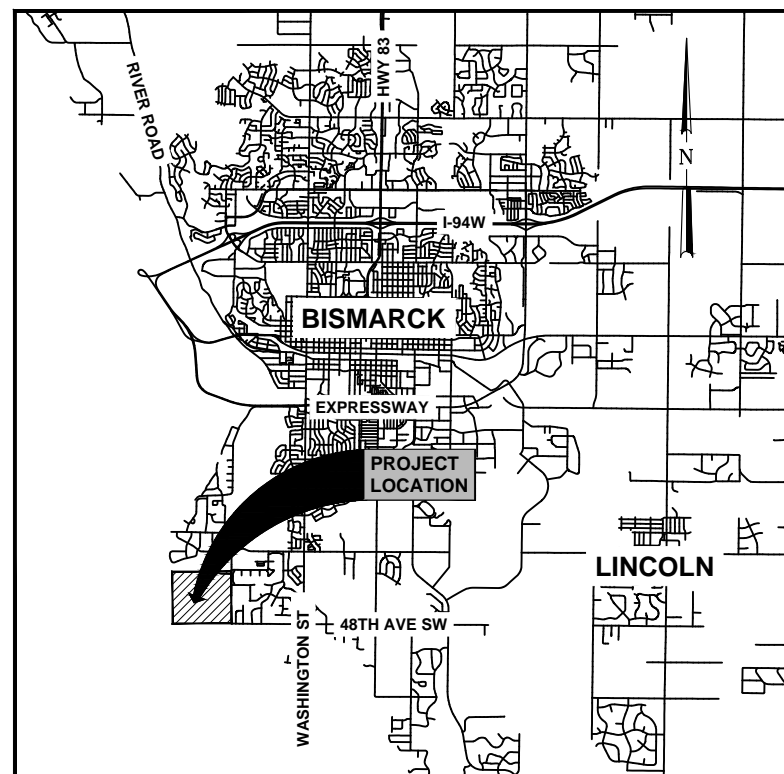 HWY 83
RIVER ROAD
N
I-94W
BISMARCK
EXPRESSWAY
PROJECT
LOCATION
LINCOLN
48TH AVE SW
WASHINGTON ST